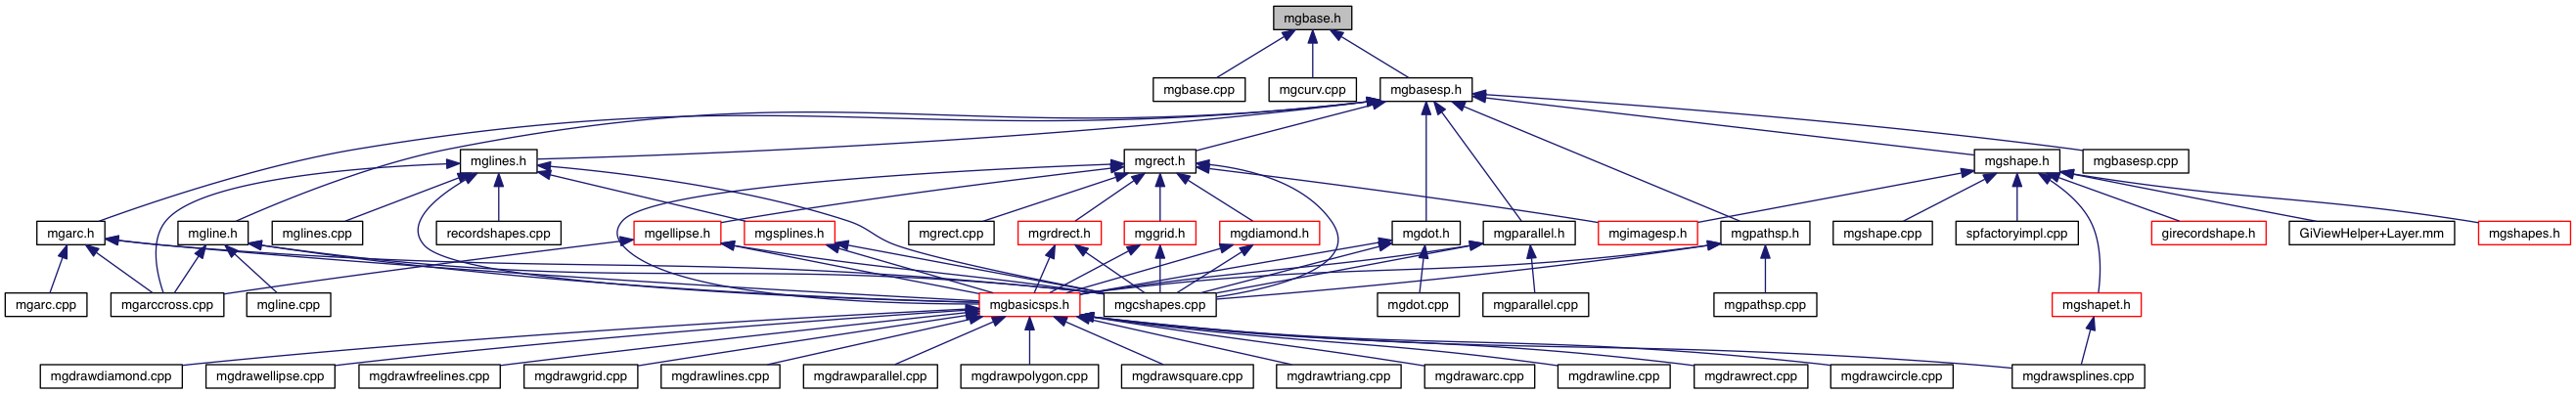 mgbase.h
mgbase.cpp
mgcurv.cpp
mgbasesp.h
mglines.h
mgrect.h
mgshape.h
mgbasesp.cpp
mgarc.h
mgline.h
mglines.cpp
recordshapes.cpp
mgellipse.h
mgsplines.h
mgrect.cpp
mgrdrect.h
mggrid.h
mgdiamond.h
mgdot.h
mgparallel.h
mgimagesp.h
mgpathsp.h
mgshape.cpp
spfactoryimpl.cpp
girecordshape.h
GiViewHelper+Layer.mm
mgshapes.h
mgarc.cpp
mgarccross.cpp
mgline.cpp
mgbasicsps.h
mgcshapes.cpp
mgdot.cpp
mgparallel.cpp
mgpathsp.cpp
mgshapet.h
mgdrawdiamond.cpp
mgdrawellipse.cpp
mgdrawfreelines.cpp
mgdrawgrid.cpp
mgdrawlines.cpp
mgdrawparallel.cpp
mgdrawpolygon.cpp
mgdrawsquare.cpp
mgdrawtriang.cpp
mgdrawarc.cpp
mgdrawline.cpp
mgdrawrect.cpp
mgdrawcircle.cpp
mgdrawsplines.cpp